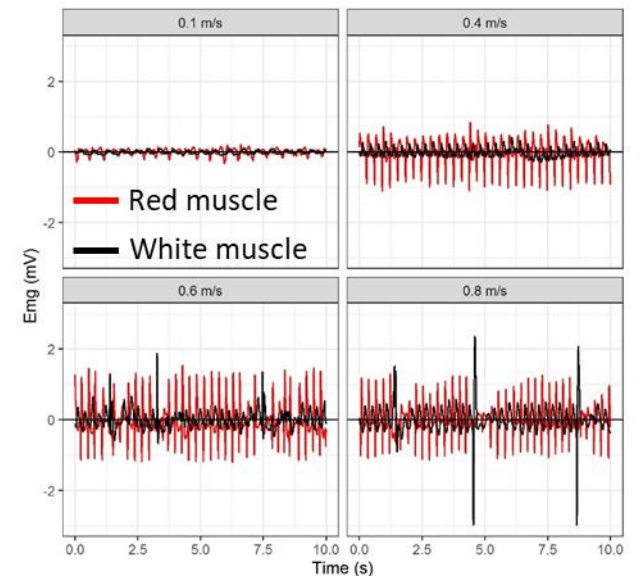 0.1 m/s
0.4 m/s
2
0
-2
Red muscle
White muscle
Emg (mV)
0.6 m/s
0.8 m/s
2
0
-2
0.0 2.5 5.0 7.5 10.0 0.0 2.5 5.0 7.5 10.0
Time (s)